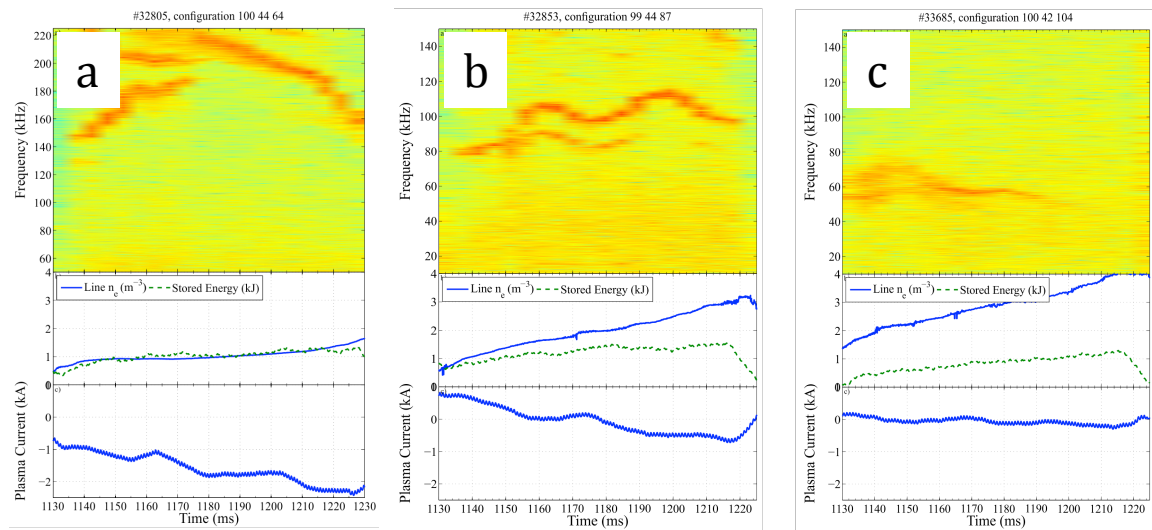 #32805, configuration 100 44 64
a
Frequency (kHz)
220
200
180
160
140
120
100
80
60
4
Line nₑ (m⁻³)
Stored Energy (kJ)
3
2
1
0
Plasma Current (kA)
0
−1
−2
1130 1140 1150 1160 1170 1180 1190 1200 1210 1220 1230
Time (ms)
#32853, configuration 99 44 87
b
Frequency (kHz)
140
120
100
80
60
40
20
10
Line nₑ (m⁻³)
Stored Energy (kJ)
3
2
1
0
c)
Plasma Current (kA)
0
−1
−2
1130 1140 1150 1160 1170 1180 1190 1200 1210 1220
Time (ms)
#33685, configuration 100 42 104
a
c
Frequency (kHz)
140
120
100
80
60
40
20
10
Line nₑ (m⁻³)
Stored Energy (kJ)
3
2
1
0
c)
Plasma Current (kA)
0
−1
−2
1130 1140 1150 1160 1170 1180 1190 1200 1210 1220
Time (ms)